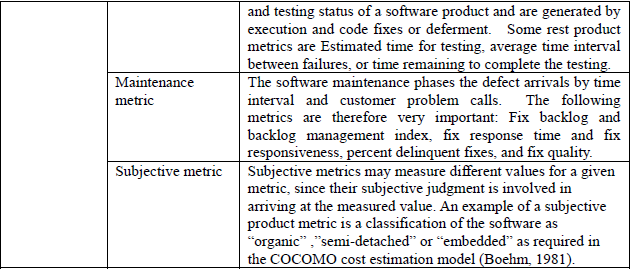 and testing status of a software product and are generated by
execution and code fixes or deferment. Some rest product
metrics are Estimated time for testing, average time interval
between failures, or time remaining to complete the testing.
Maintenance
metric
The software maintenance phases the defect arrivals by time
interval and customer problem calls. The following
metrics are therefore very important: Fix backlog and
backlog management index, fix response time and fix
responsiveness, percent delinquent fixes, and fix quality.
Subjective metric
Subjective metrics may measure different values for a given
metric, since their subjective judgment is involved in
arriving at the measured value. An example of a subjective
product metric is a classification of the software as
“organic” ,”semi-detached” or “embedded” as required in
the COCOMO cost estimation model (Boehm, 1981).